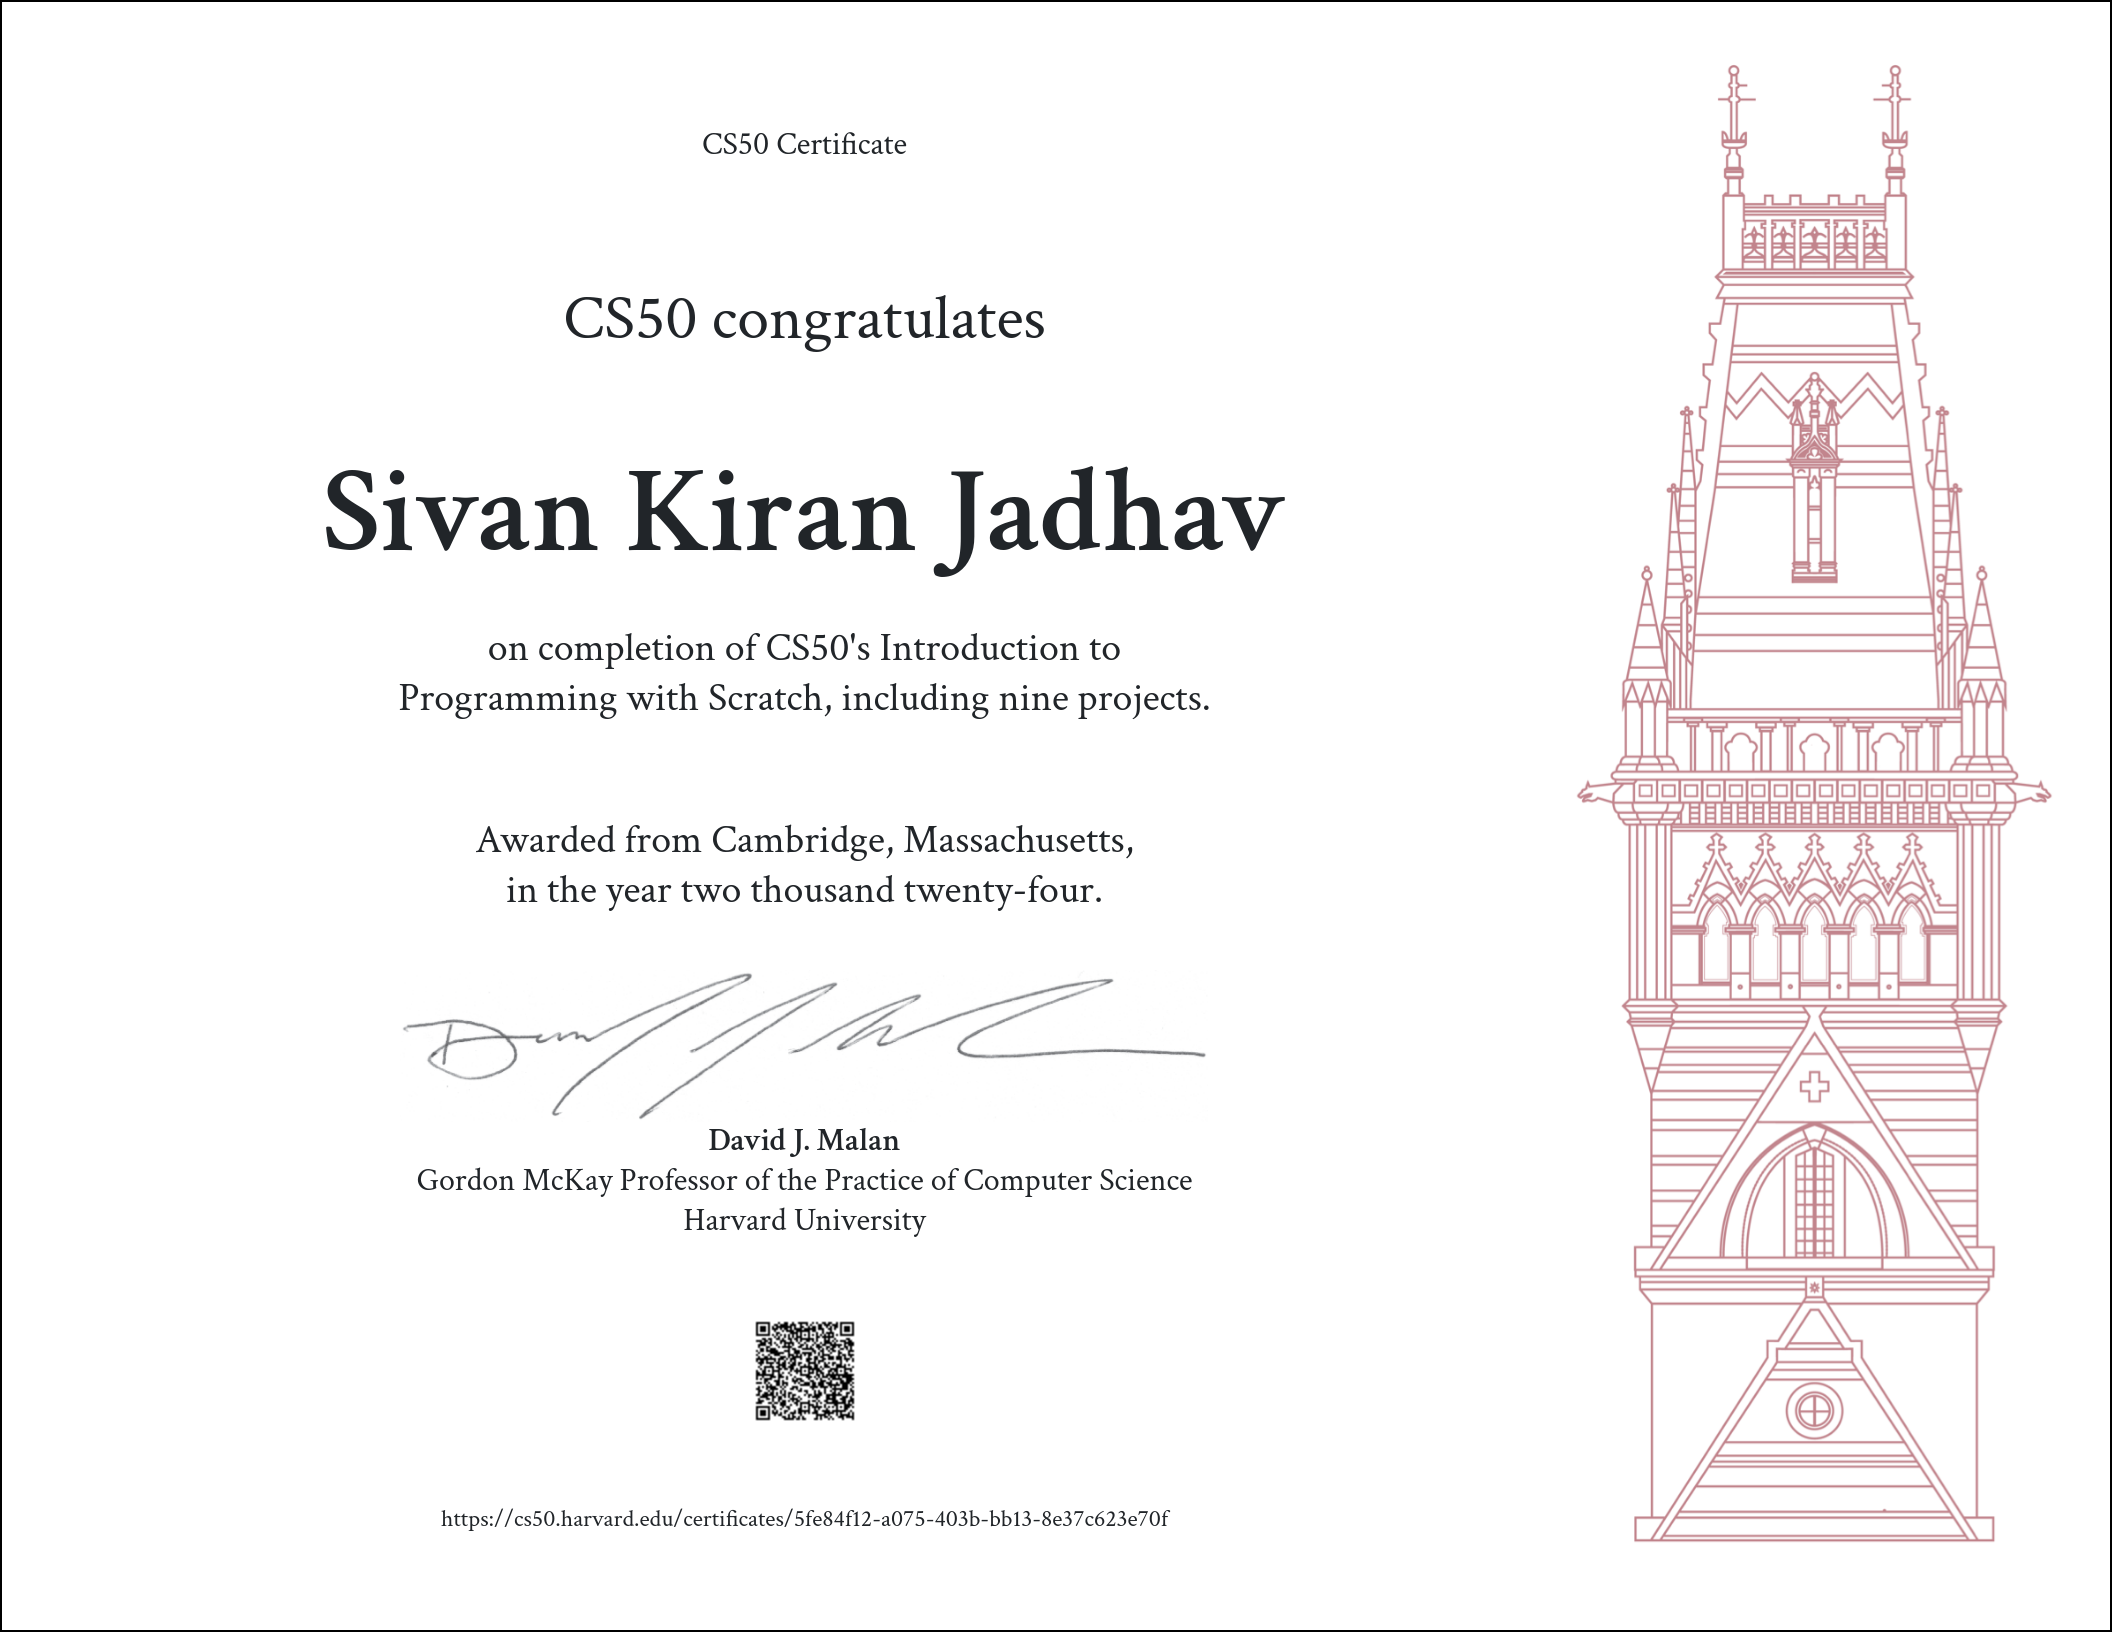 CS50 Certificate
CS50 congratulates
Sivan Kiran Jadhav
on completion of CS50's Introduction to
Programming with Scratch, including nine projects.
Awarded from Cambridge, Massachusetts,
in the year two thousand twenty-four.
David J. Malan
Gordon McKay Professor of the Practice of Computer Science
Harvard University
https://cs50.harvard.edu/certificates/5fe84f12-a075-403b-bb13-8e37c623e70f